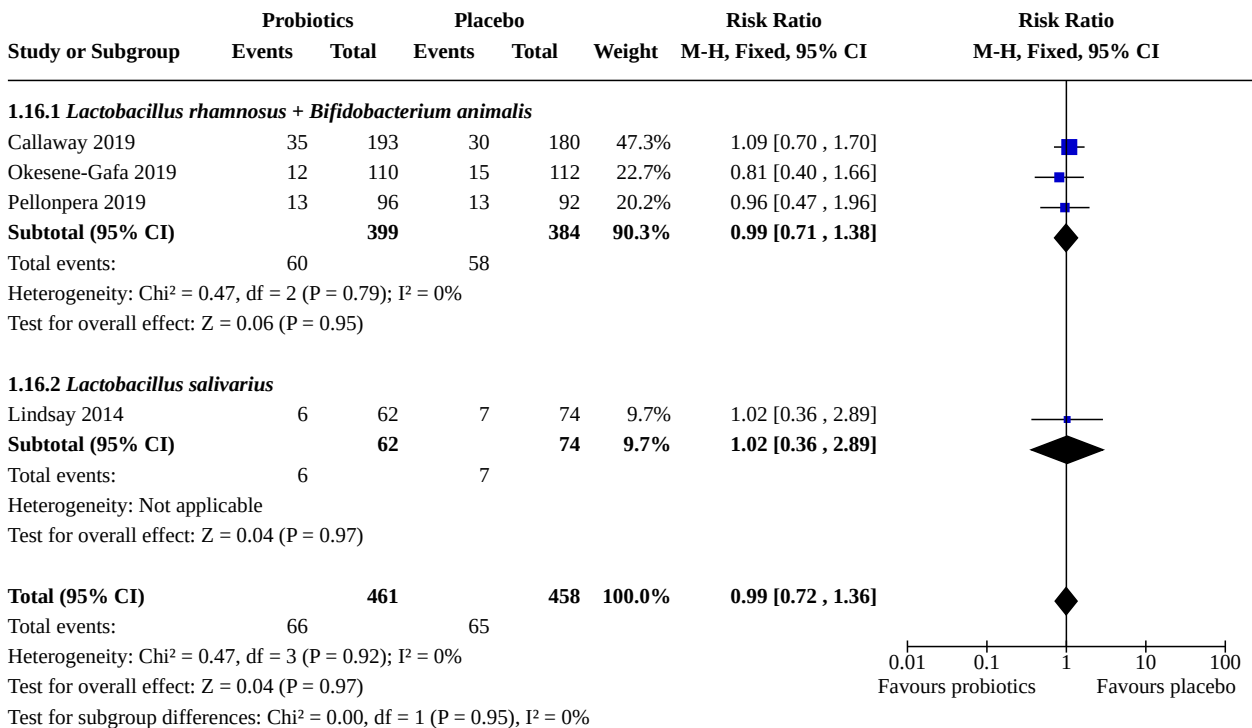 Probiotics Placebo Risk Ratio Risk Ratio
Study or Subgroup Events Total Events Total Weight M-H, Fixed, 95% CI M-H, Fixed, 95% CI
1.16.1 Lactobacillus rhamnosus + Bifidobacterium animalis
Callaway 2019 35 193 30 180 47.3% 1.09 [0.70 , 1.70]
Okesene-Gafa 2019 12 110 15 112 22.7% 0.81 [0.40 , 1.66]
Pellonpera 2019 13 96 13 92 20.2% 0.96 [0.47 , 1.96]
Subtotal (95% CI) 399 384 90.3% 0.99 [0.71 , 1.38]
Total events: 60 58
Heterogeneity: Chi² = 0.47, df = 2 (P = 0.79); I² = 0%
Test for overall effect: Z = 0.06 (P = 0.95)
1.16.2 Lactobacillus salivarius
Lindsay 2014 6 62 7 74 9.7% 1.02 [0.36 , 2.89]
Subtotal (95% CI) 62 74 9.7% 1.02 [0.36 , 2.89]
Total events: 6 7
Heterogeneity: Not applicable
Test for overall effect: Z = 0.04 (P = 0.97)
Total (95% CI) 461 458 100.0% 0.99 [0.72 , 1.36]
Total events: 66 65
Heterogeneity: Chi² = 0.47, df = 3 (P = 0.92); I² = 0%
0.01 0.1 1 10 100
Test for overall effect: Z = 0.04 (P = 0.97) Favours probiotics Favours placebo
Test for subgroup differences: Chi² = 0.00, df = 1 (P = 0.95), I² = 0%